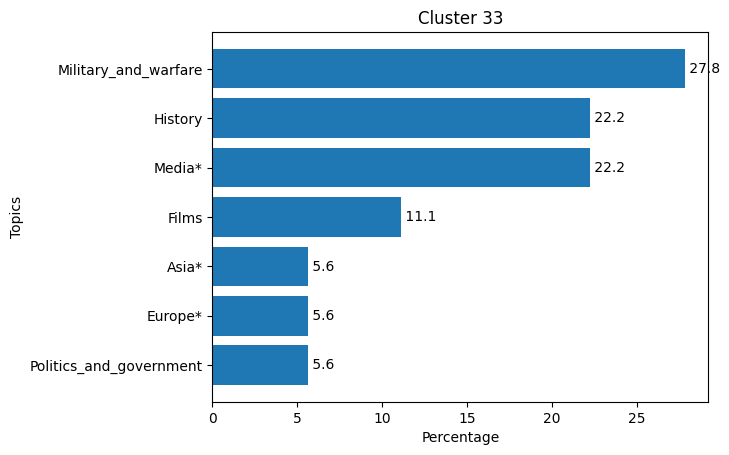 Cluster 33
Topics
Military_and_warfare 27.8
History 22.2
Media* 22.2
Films 11.1
Asia* 5.6
Europe* 5.6
Politics_and_government 5.6
0 5 10 15 20 25
Percentage